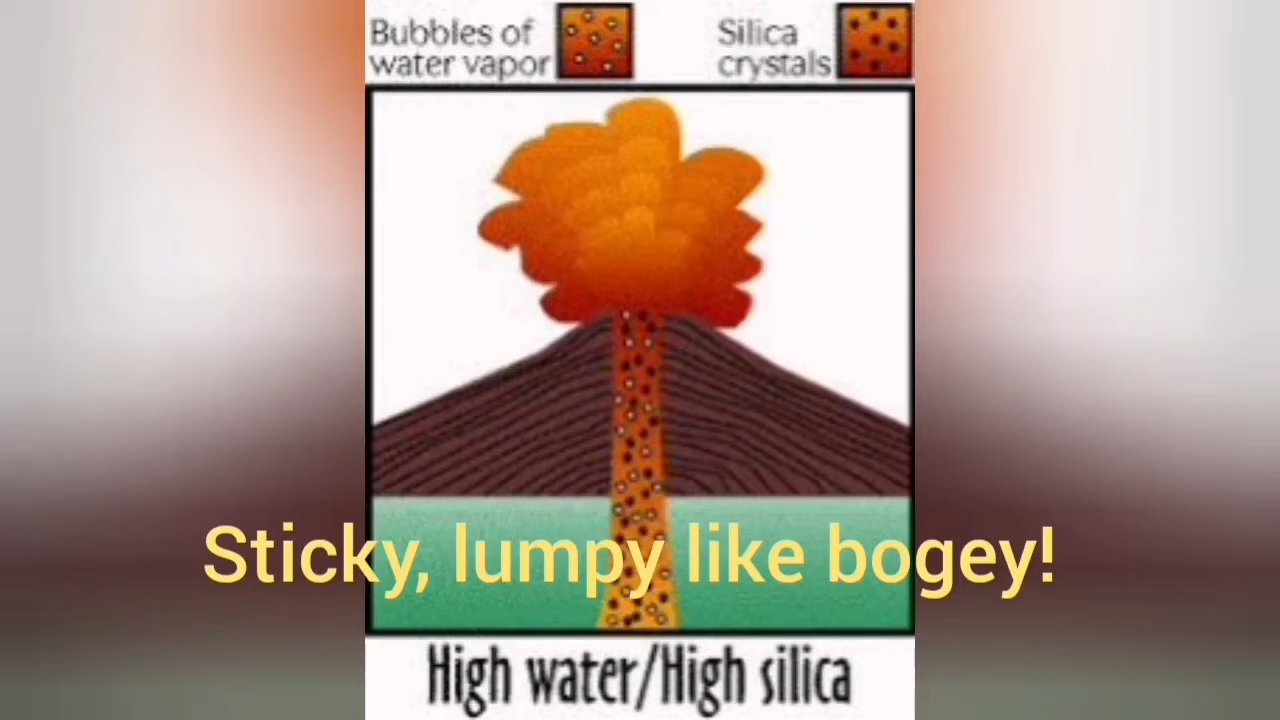 Bubbles of
water vapor
Silica
crystals
Sticky, lumpy like bogey!
High water/High silica